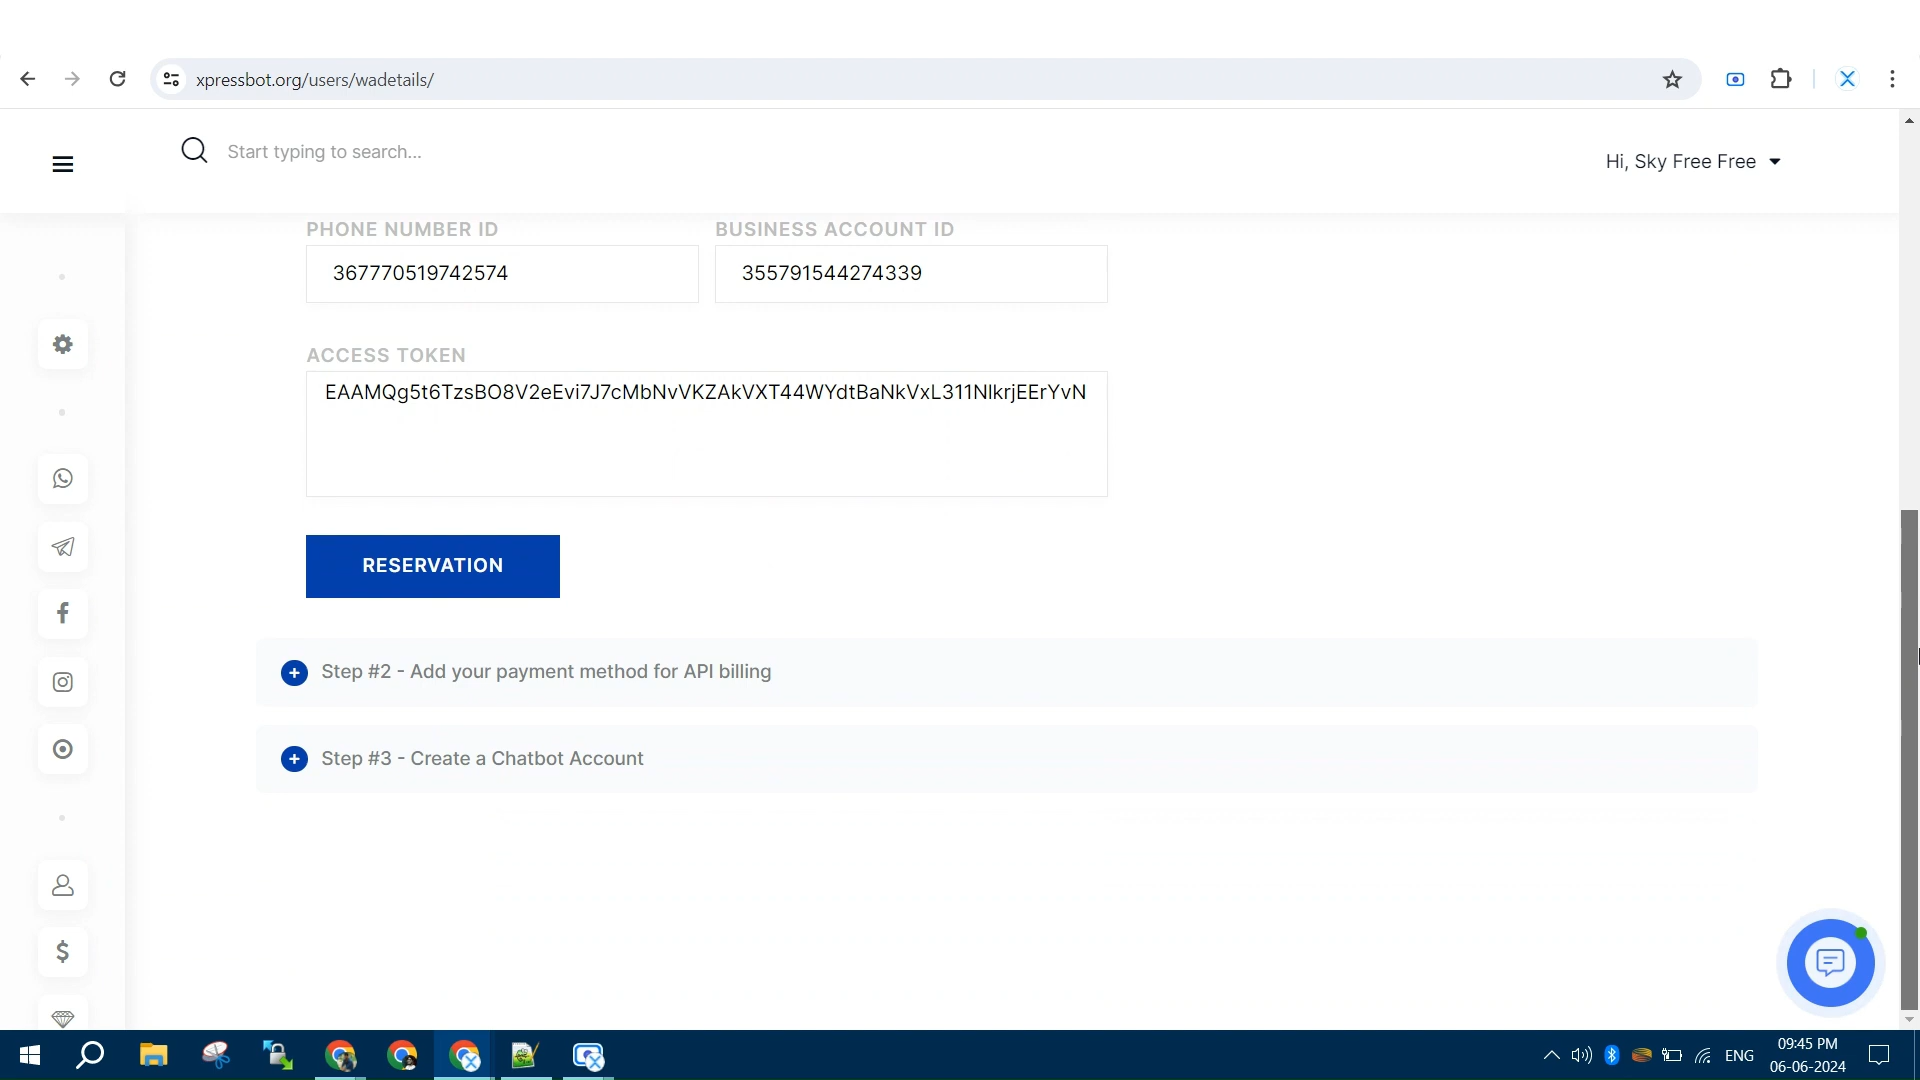 xpressbot.org/users/wadetails/
Start typing to search...
Hi, Sky Free Free
PHONE NUMBER ID
BUSINESS ACCOUNT ID
367770519742574
355791544274339
ACCESS TOKEN
EAAMQg5t6TzsBO8V2eEvi7J7cMbNvVKZAkVXT44WYdtBaNkVxL311NlkrjEErYvN
RESERVATION
Step #2 - Add your payment method for API billing
Step #3 - Create a Chatbot Account
ENG
09:45 PM
06-06-2024